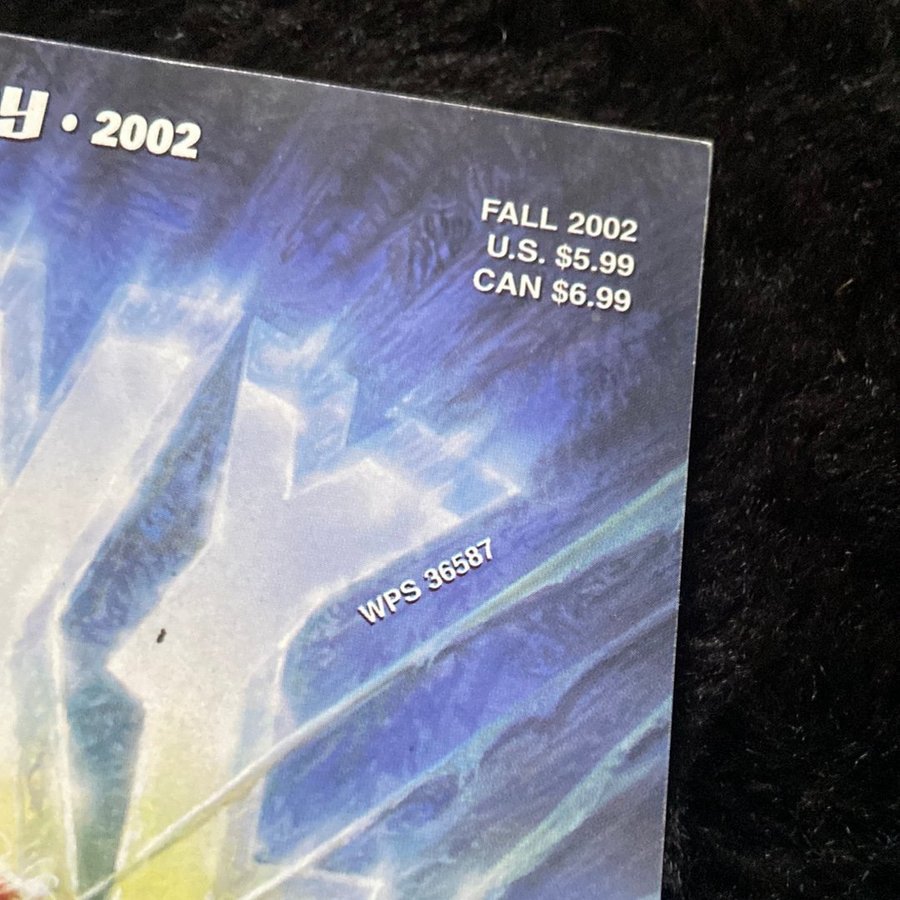 y • 2002
FALL 2002
U.S. $5.99
CAN $6.99
WPS 36587